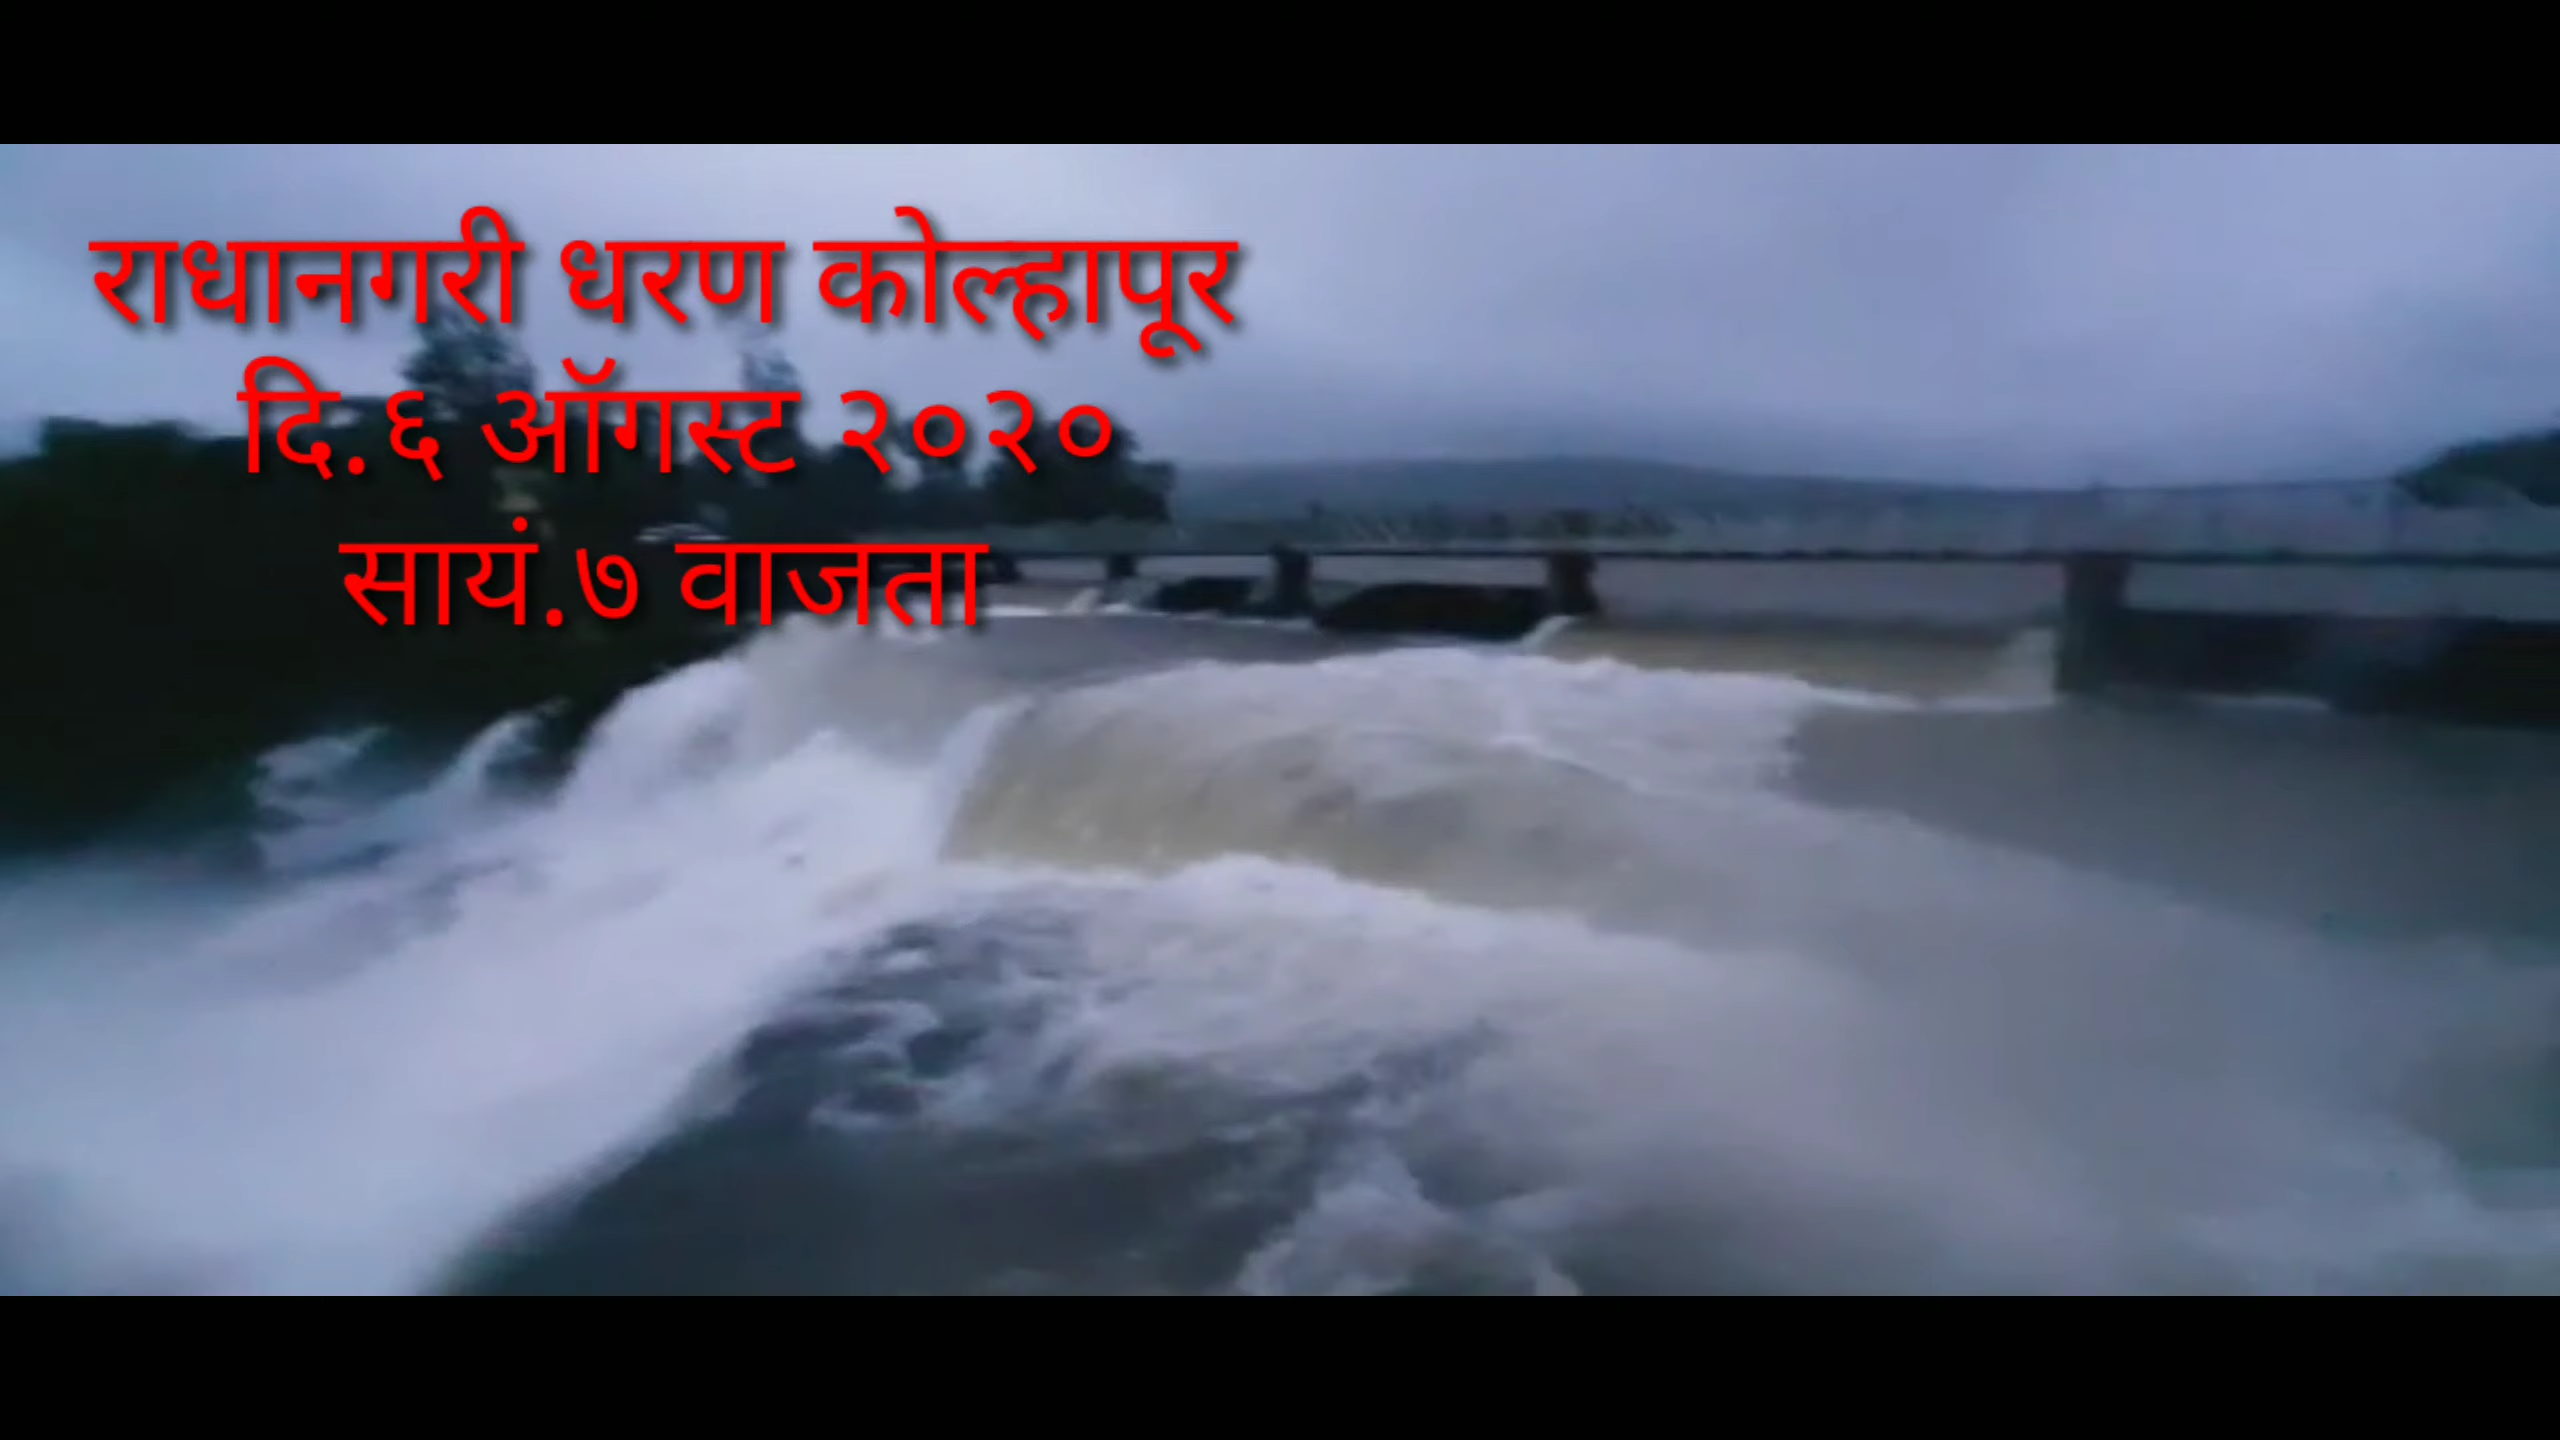 राधानगरी धरण कोल्हापूर
दि.६ ऑगस्ट २०२०
सायं.७ वाजता